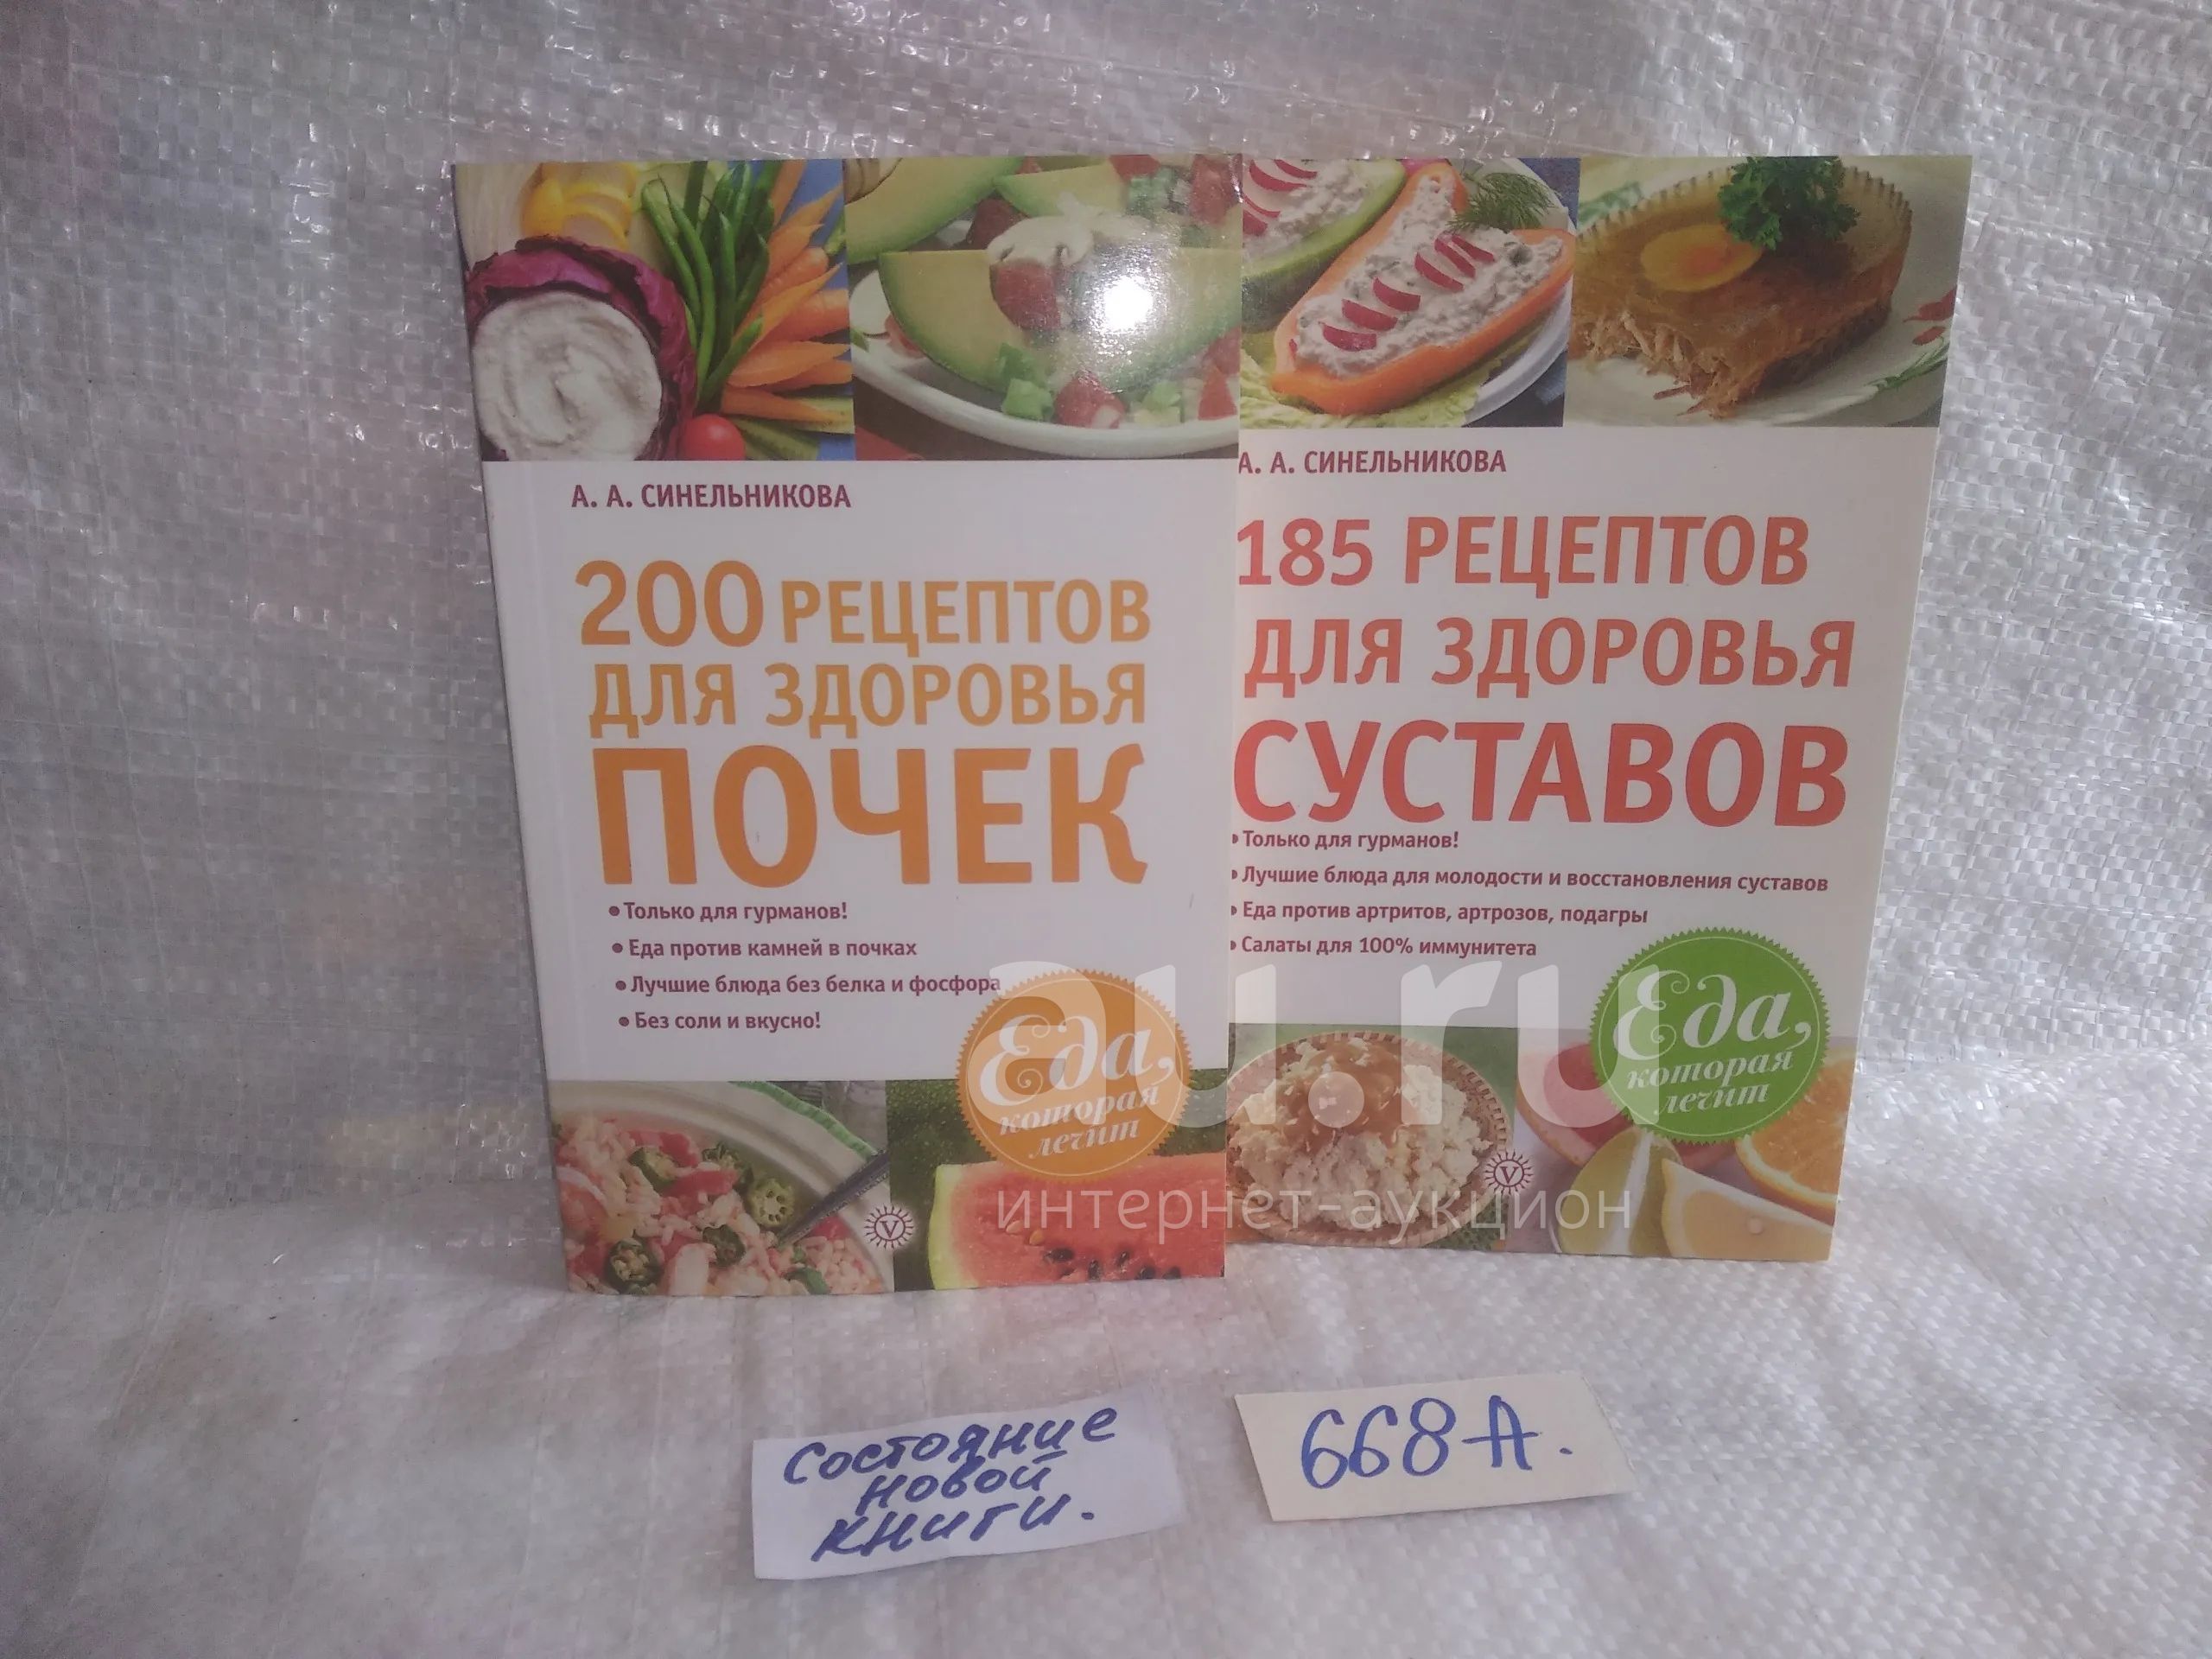 А. А. СИНЕЛЬНИКОВА
200 РЕЦЕПТОВ
ДЛЯ ЗДОРОВЬЯ
ПОЧЕК
• Только для гурманов!
• Еда против камней в почках
• Лучшие блюда без белка и фосфора
• Без соли и вкусно!
Еда,
которая
лечит
V
А. А. СИНЕЛЬНИКОВА
185 РЕЦЕПТОВ
ДЛЯ ЗДОРОВЬЯ
СУСТАВОВ
• Только для гурманов!
• Лучшие блюда для молодости и восстановления суставов
• Еда против артритов, артрозов, подагры
• Салаты для 100% иммунитета
Еда,
которая
лечит
V
au.ru
интернет-аукцион
Состояние
новой
книги.
668-А.